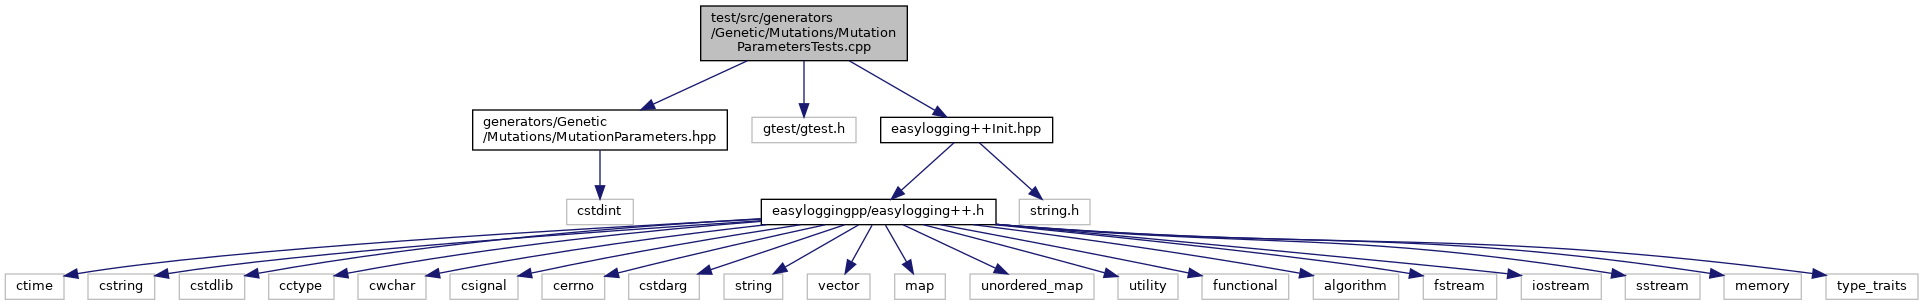 test/src/generators
/Genetic/Mutations/Mutation
ParametersTests.cpp
generators/Genetic
/Mutations/MutationParameters.hpp
gtest/gtest.h
easylogging++Init.hpp
cstdint
easyloggingpp/easylogging++.h
string.h
ctime
cstring
cstdlib
cctype
cwchar
csignal
cerrno
cstdarg
string
vector
map
unordered_map
utility
functional
algorithm
fstream
iostream
sstream
memory
type_traits